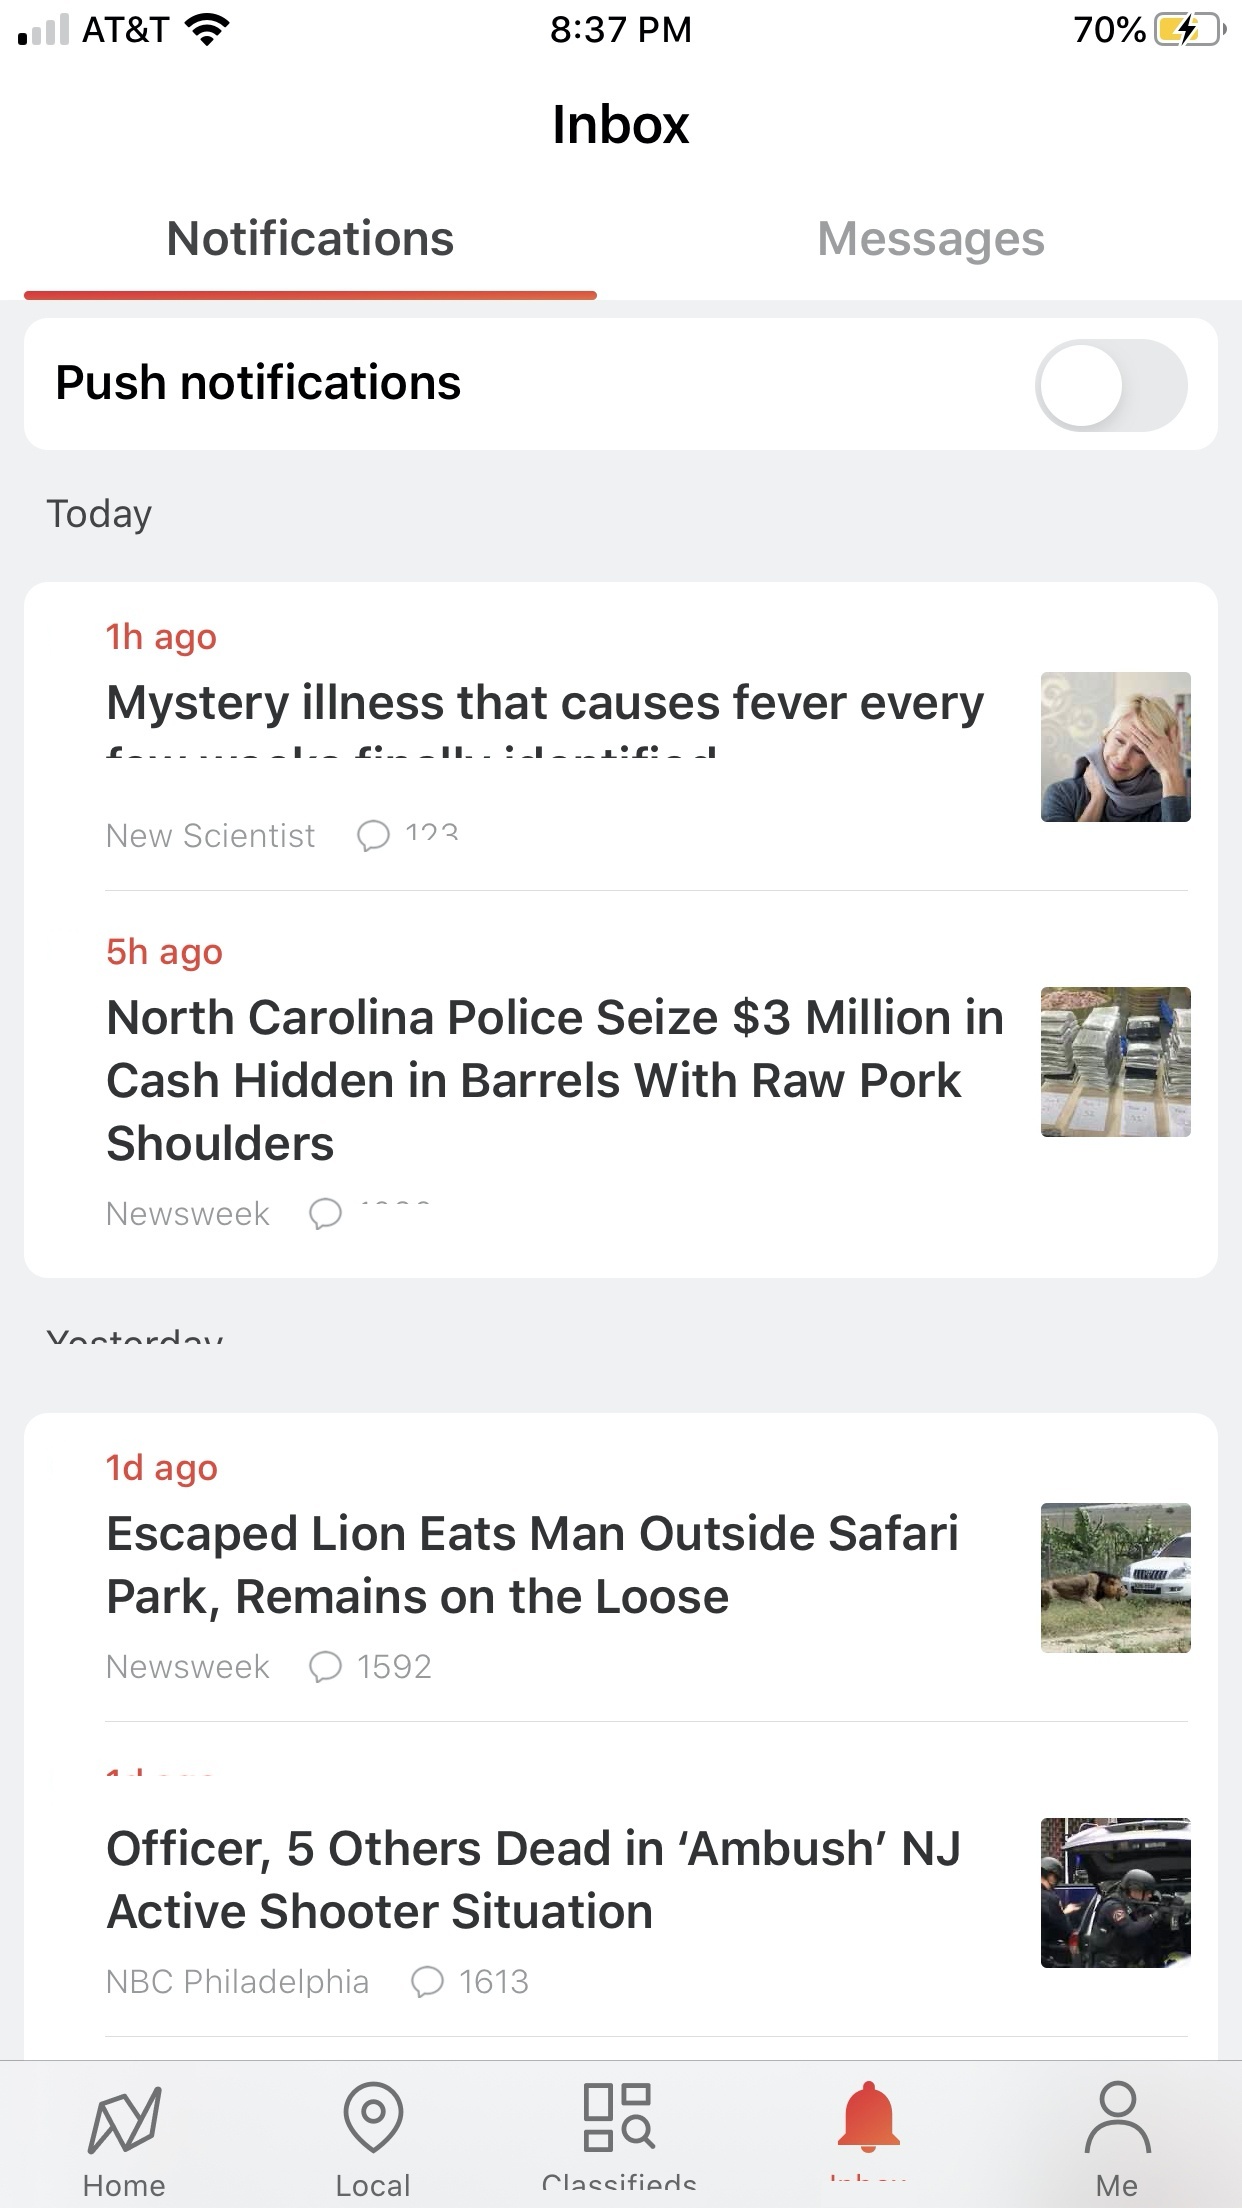 AT&T
8:37 PM
70%
Inbox
Notifications
Messages
Push notifications
Today
1h ago
Mystery illness that causes fever every
few weeks finally identified
New Scientist 123
5h ago
North Carolina Police Seize $3 Million in
Cash Hidden in Barrels With Raw Pork
Shoulders
Newsweek
Yesterday
1d ago
Escaped Lion Eats Man Outside Safari
Park, Remains on the Loose
Newsweek 1592
1d ago
Officer, 5 Others Dead in ‘Ambush’ NJ
Active Shooter Situation
NBC Philadelphia 1613
Home
Local
Classifieds
Inbox
Me